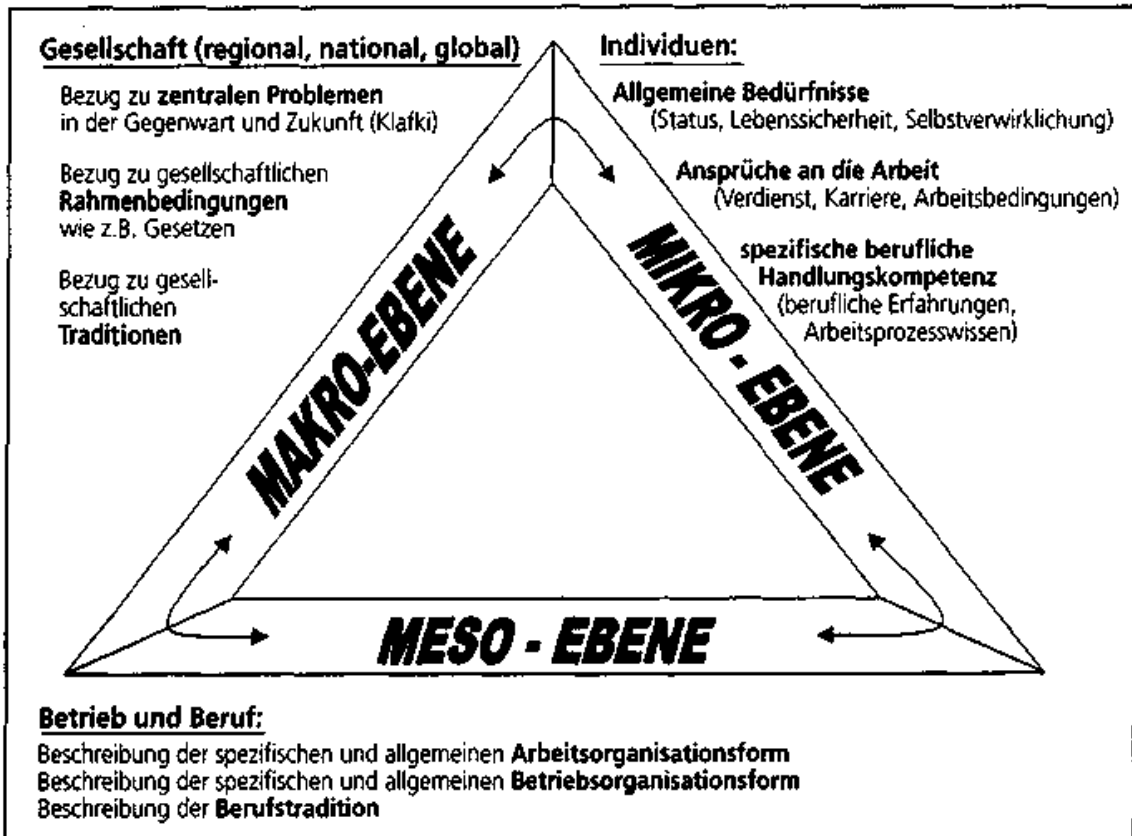 Gesellschaft (regional, national, global)
Bezug zu zentralen Problemen
in der Gegenwart und Zukunft (Klafki)
Bezug zu gesellschaftlichen
Rahmenbedingungen
wie z.B. Gesetzen
Bezug zu gesell-
schaftlichen
Traditionen
Individuen:
Allgemeine Bedürfnisse
(Status, Lebenssicherheit, Selbstverwirklichung)
Ansprüche an die Arbeit
(Verdienst, Karriere, Arbeitsbedingungen)
spezifische berufliche
Handlungskompetenz
(berufliche Erfahrungen,
Arbeitsprozesswissen)
MAKRO-EBENE
MIKRO - EBENE
MESO - EBENE
Betrieb und Beruf:
Beschreibung der spezifischen und allgemeinen Arbeitsorganisationsform
Beschreibung der spezifischen und allgemeinen Betriebsorganisationsform
Beschreibung der Berufstradition